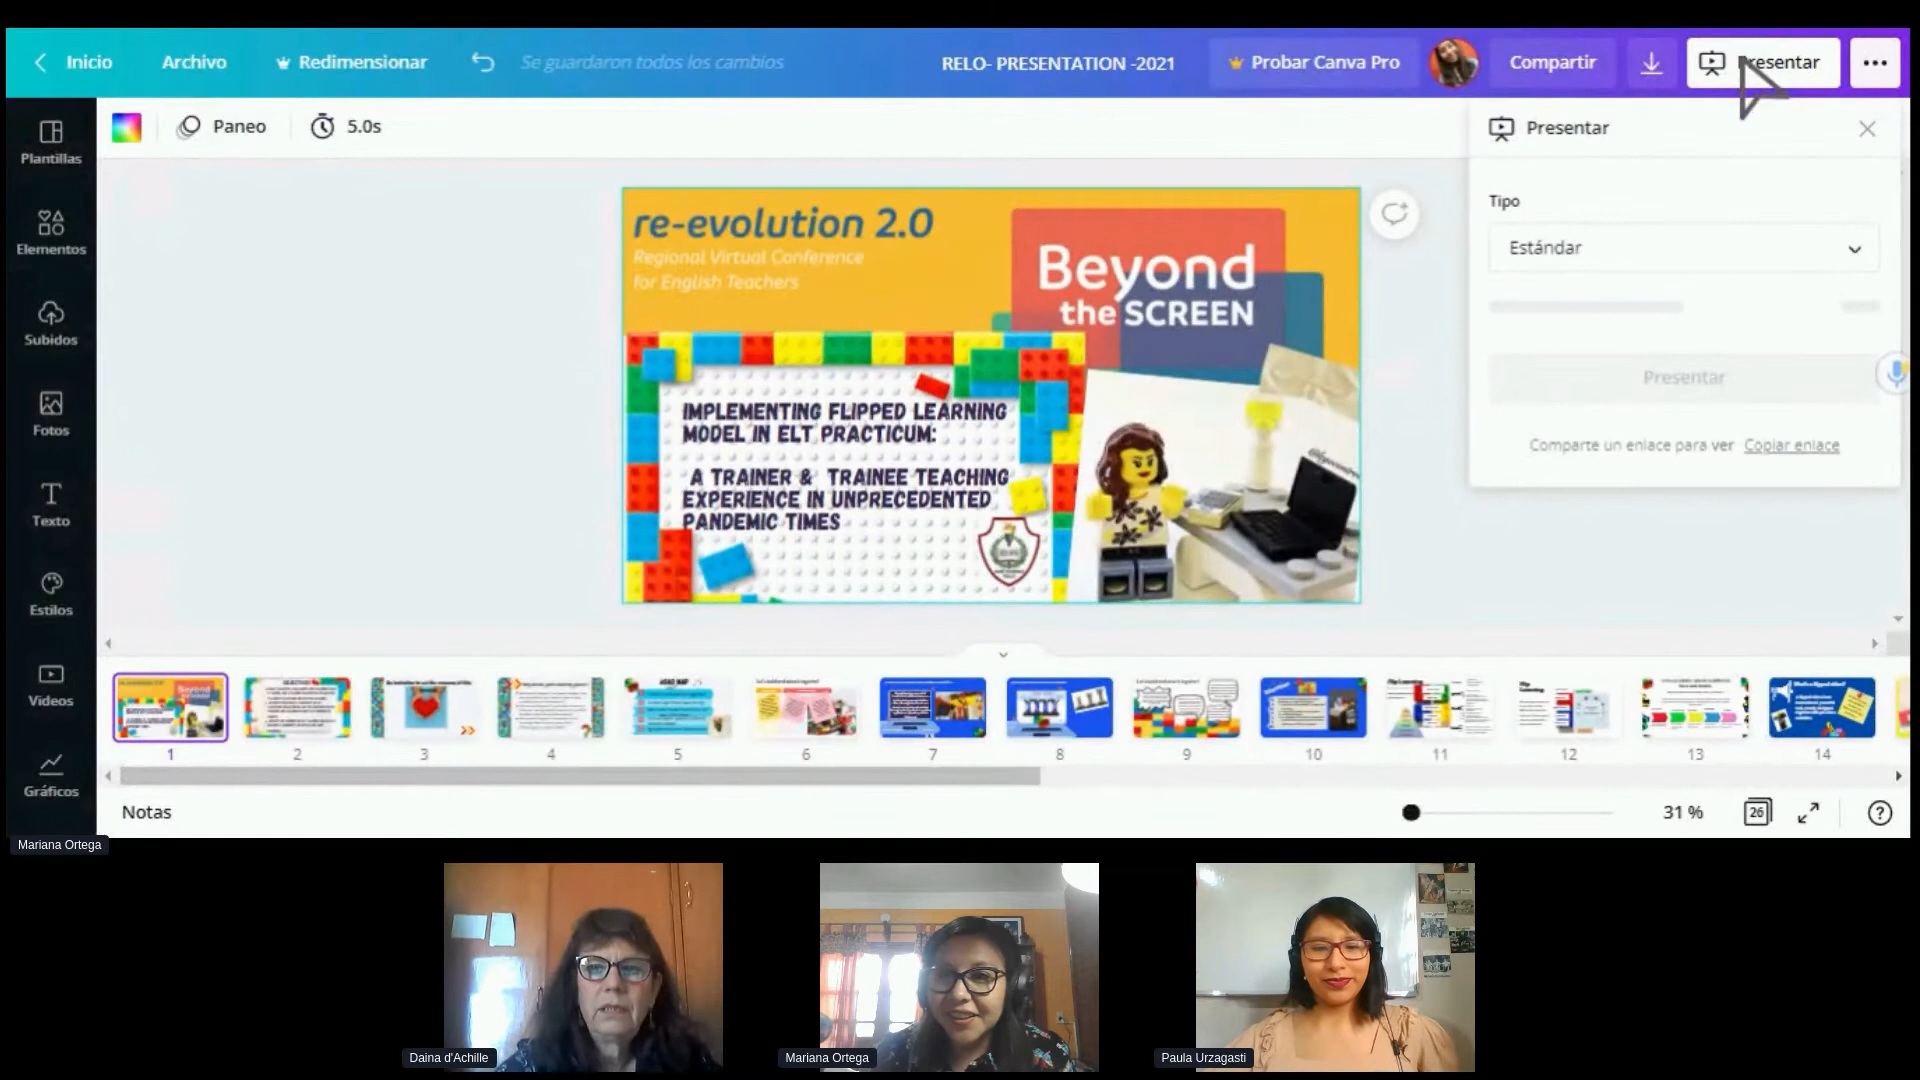 Inicio
Archivo
Redimensionar
Se guardaron todos los cambios
RELO- PRESENTATION -2021
Probar Canva Pro
Compartir
Presentar
Paneo
5.0s
Presentar
Tipo
Estándar
Presentar
Comparte un enlace para ver Copiar enlace
Plantillas
Elementos
Subidos
Fotos
Texto
Estilos
Videos
Gráficos
re-evolution 2.0
Regional Virtual Conference
for English Teachers
Beyond
the SCREEN
IMPLEMENTING FLIPPED LEARNING
MODEL IN ELT PRACTICUM:
A TRAINER & TRAINEE TEACHING
EXPERIENCE IN UNPRECEDENTED
PANDEMIC TIMES
1
2
3
4
5
6
7
8
9
10
11
12
13
14
Notas
31 %
26
Mariana Ortega
Daina d'Achille
Mariana Ortega
Paula Urzagasti